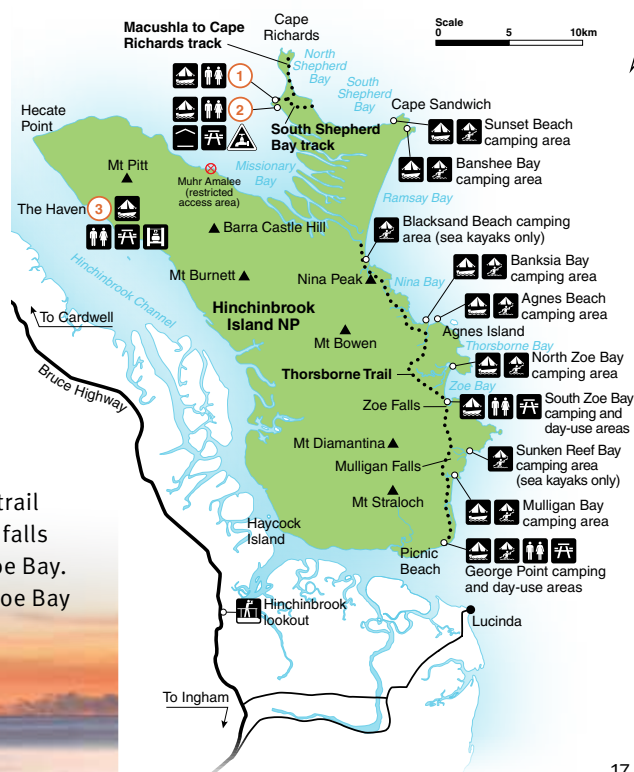 Scale
0 5 10km
Macushla to Cape
Richards track
Cape
Richards
North
Shepherd
Bay
South
Shepherd
Bay
1
2
South Shepherd
Bay track
Cape Sandwich
Sunset Beach
camping area
Banshee Bay
camping area
Hecate
Point
Mt Pitt
Muhr Amalee
(restricted
access area)
Missionary
Bay
Ramsay Bay
The Haven
3
Barra Castle Hill
Blacksand Beach camping
area (sea kayaks only)
Mt Burnett
Nina Peak
Nina Bay
Banksia Bay
camping area
Hinchinbrook Channel
Hinchinbrook
Island NP
Agnes Beach
camping area
Agnes Island
To Cardwell
Mt Bowen
Thorsborne Bay
Bruce Highway
Thorsborne Trail
North Zoe Bay
camping area
Zoe Bay
Zoe Falls
South Zoe Bay
camping and
day-use areas
Mt Diamantina
Mulligan Falls
Sunken Reef Bay
camping area
(sea kayaks only)
Mt Straloch
Mulligan Bay
camping area
trail
falls
oe Bay.
oe Bay
Haycock
Island
Picnic
Beach
George Point camping
and day-use areas
Hinchinbrook
lookout
Lucinda
To Ingham
17